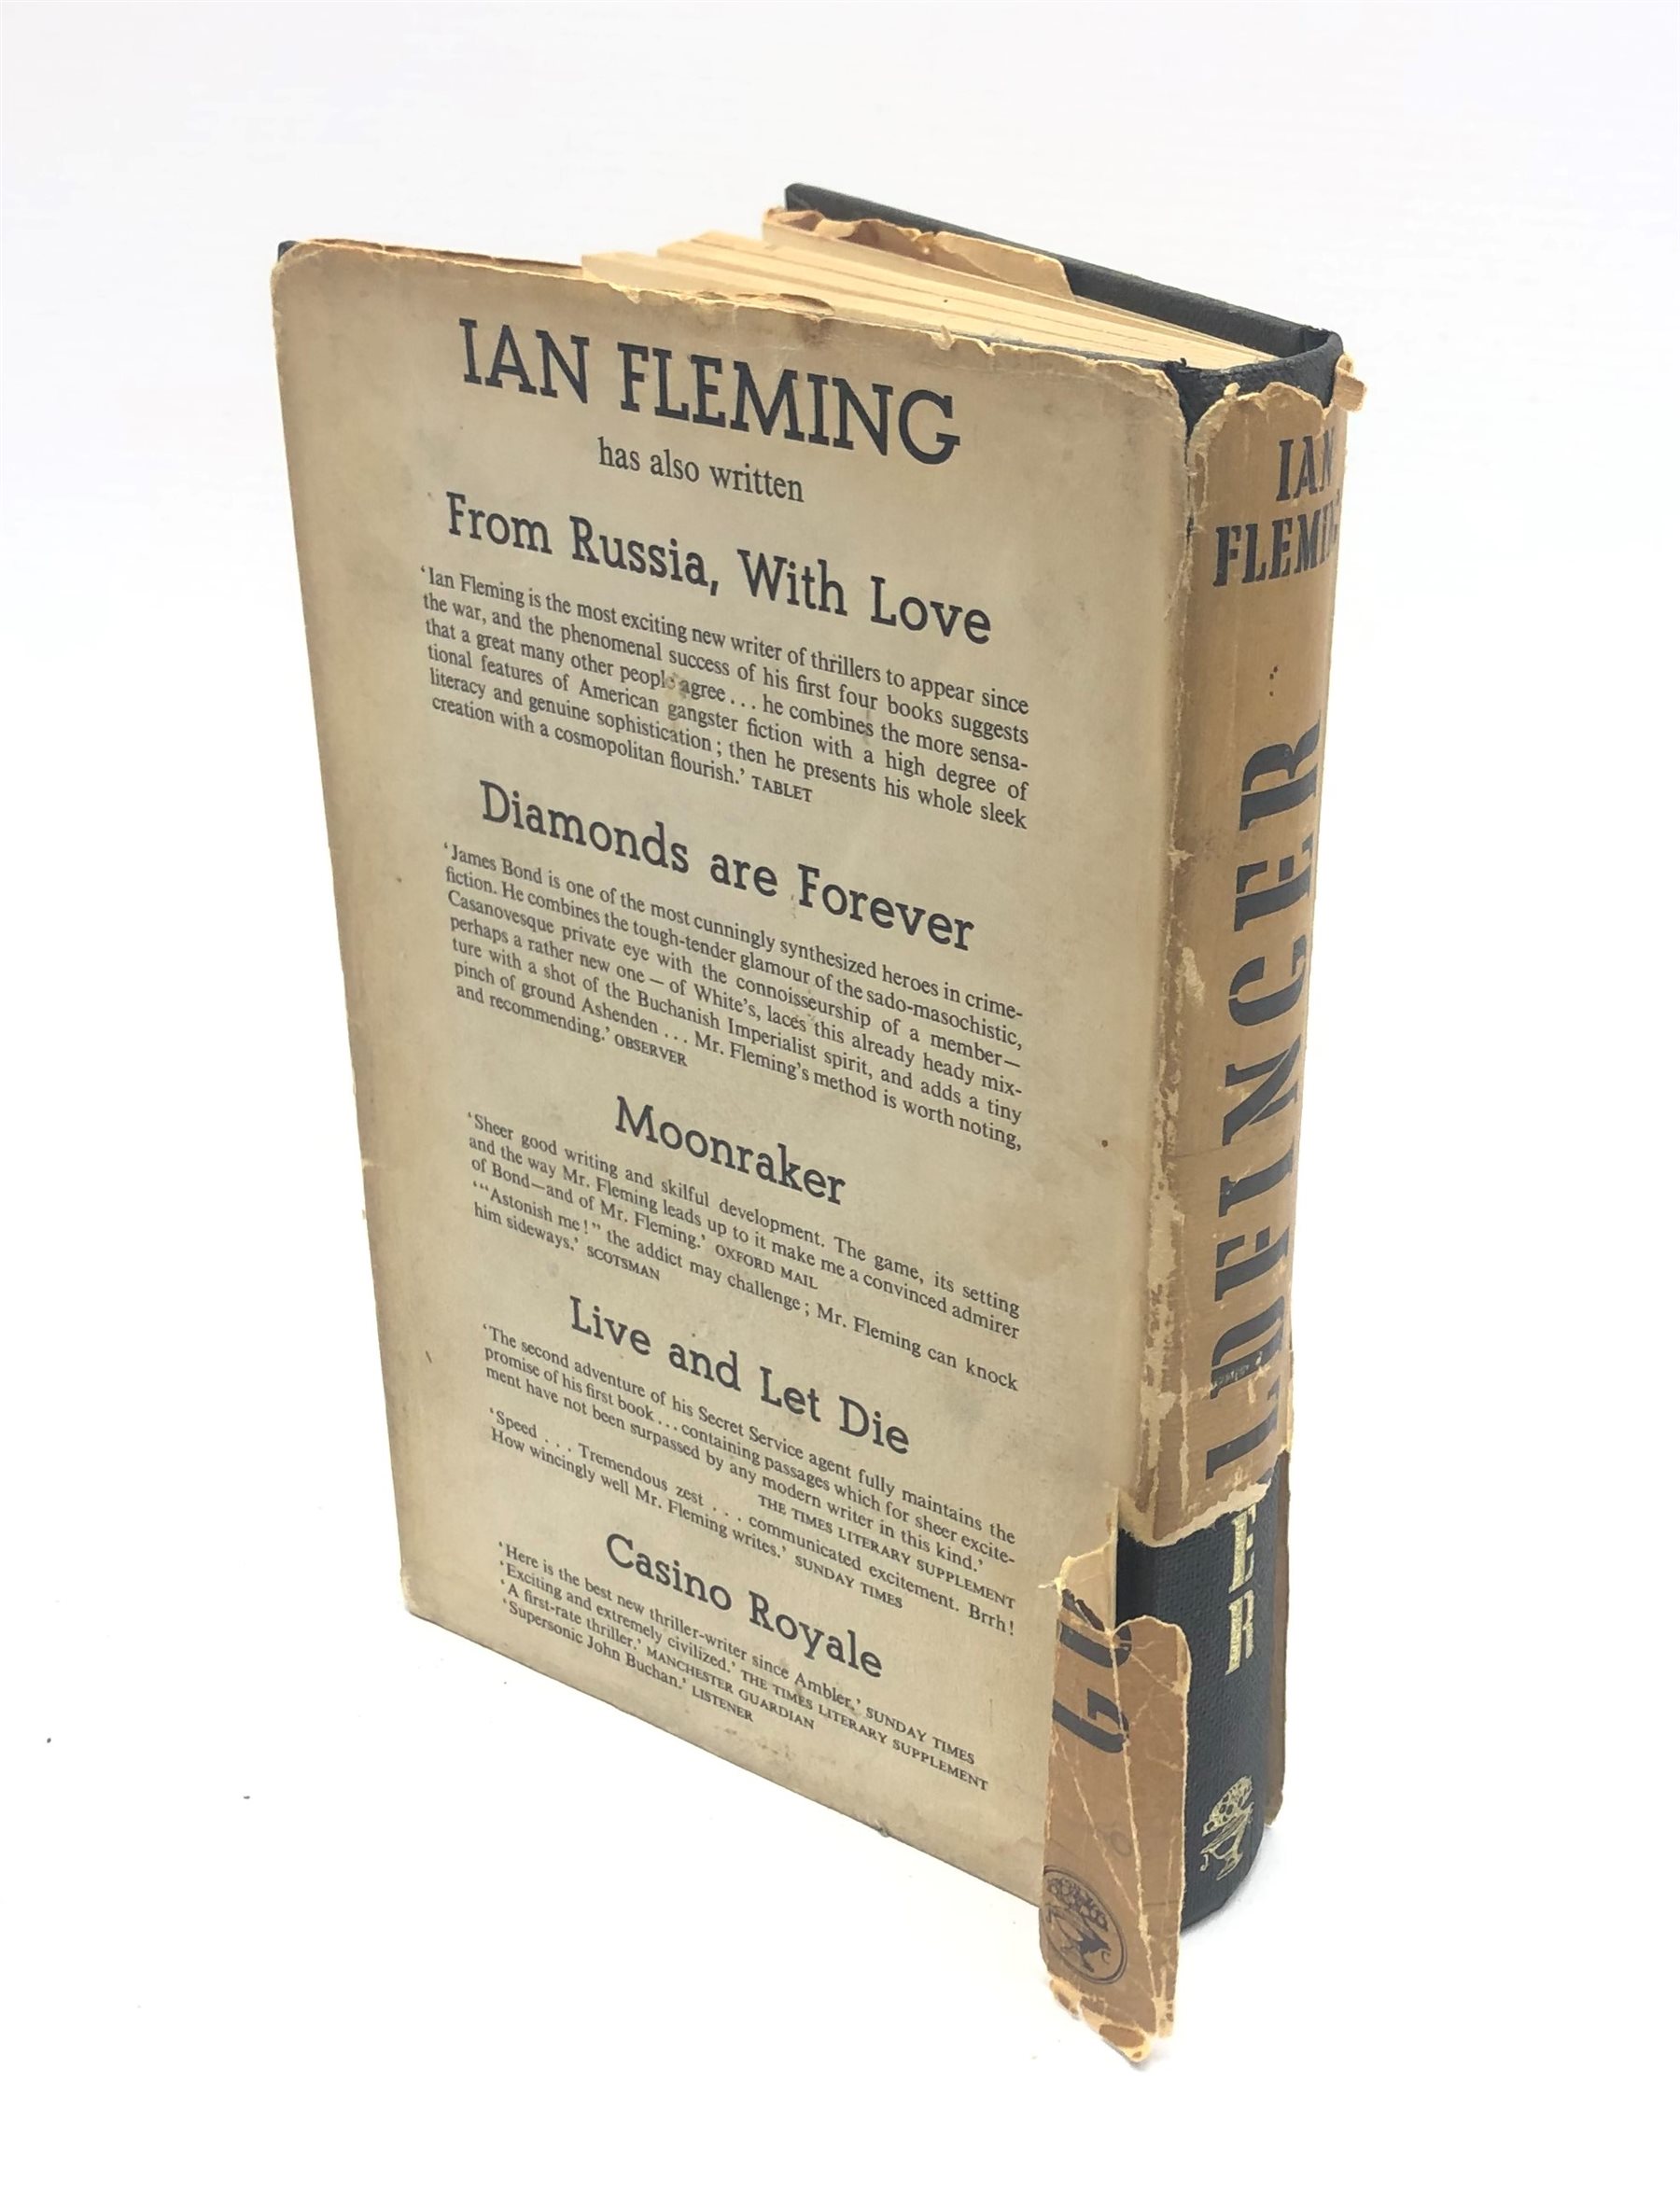 IAN FLEMING
has also written
From Russia, With Love
‘Ian Fleming is the most exciting new writer of thrillers to appear since
the war, and the phenomenal success of his first four books suggests
that a great many other people agree . . . he combines the more sensa-
tional features of American gangster fiction with a high degree of
literacy and genuine sophistication ; then he presents his whole sleek
creation with a cosmopolitan flourish.’ TABLET
Diamonds are Forever
‘James Bond is one of the most cunningly synthesized heroes in crime-
fiction. He combines the tough-tender glamour of the sado-masochistic,
Casanovesque private eye with the connoisseurship of a member—
perhaps a rather new one — of White’s, laces this already heady mix-
ture with a shot of the Buchanish Imperialist spirit, and adds a tiny
pinch of ground Ashenden . . . Mr. Fleming’s method is worth noting,
and recommending.’ OBSERVER
Moonraker
‘Sheer good writing and skilful development. The game, its setting
and the way Mr. Fleming leads up to it make me a convinced admirer
of Bond—and of Mr. Fleming.’ OXFORD MAIL
‘“Astonish me!” the addict may challenge ; Mr. Fleming can knock
him sideways.’ SCOTSMAN
Live and Let Die
‘The second adventure of his Secret Service agent fully maintains the
promise of his first book . . . containing passages which for sheer excite-
ment have not been surpassed by any modern writer in this kind.’
THE TIMES LITERARY SUPPLEMENT
‘Speed . . . Tremendous zest . . . communicated excitement. Brrh!
How wincingly well Mr. Fleming writes.’ SUNDAY TIMES
Casino Royale
‘Here is the best new thriller-writer since Ambler.’ SUNDAY TIMES
‘Exciting and extremely civilized.’ THE TIMES LITERARY SUPPLEMENT
‘A first-rate thriller.’ MANCHESTER GUARDIAN
‘Supersonic John Buchan.’ LISTENER
IAN
FLEMING
GOLDFINGER
ER